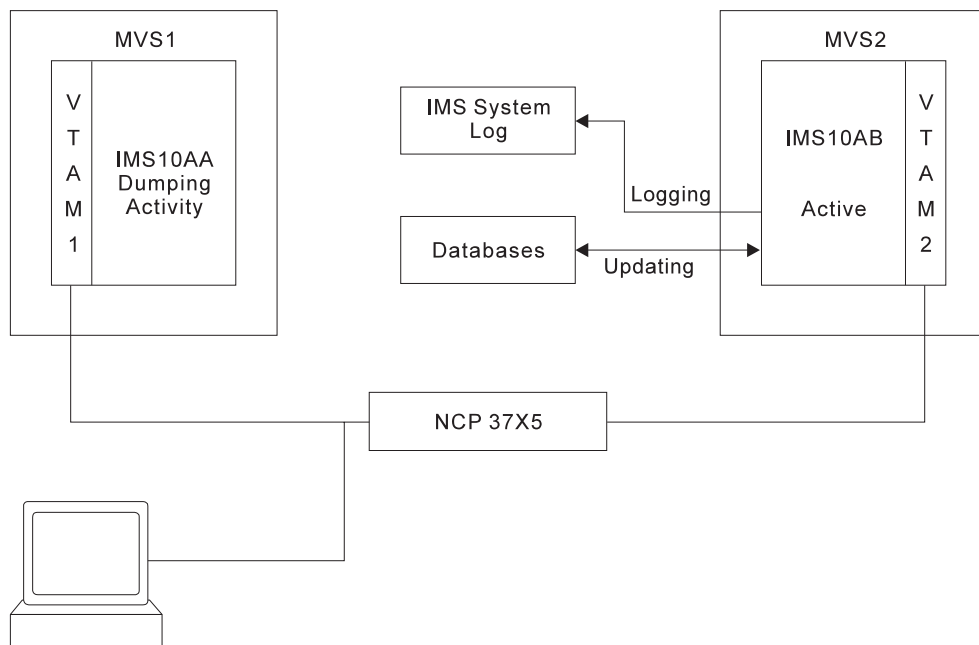 MVS1
V
T
A
M
1
IMS10AA
Dumping
Activity
IMS System
Log
Logging
Databases
Updating
MVS2
IMS10AB
Active
V
T
A
M
2
NCP 37X5